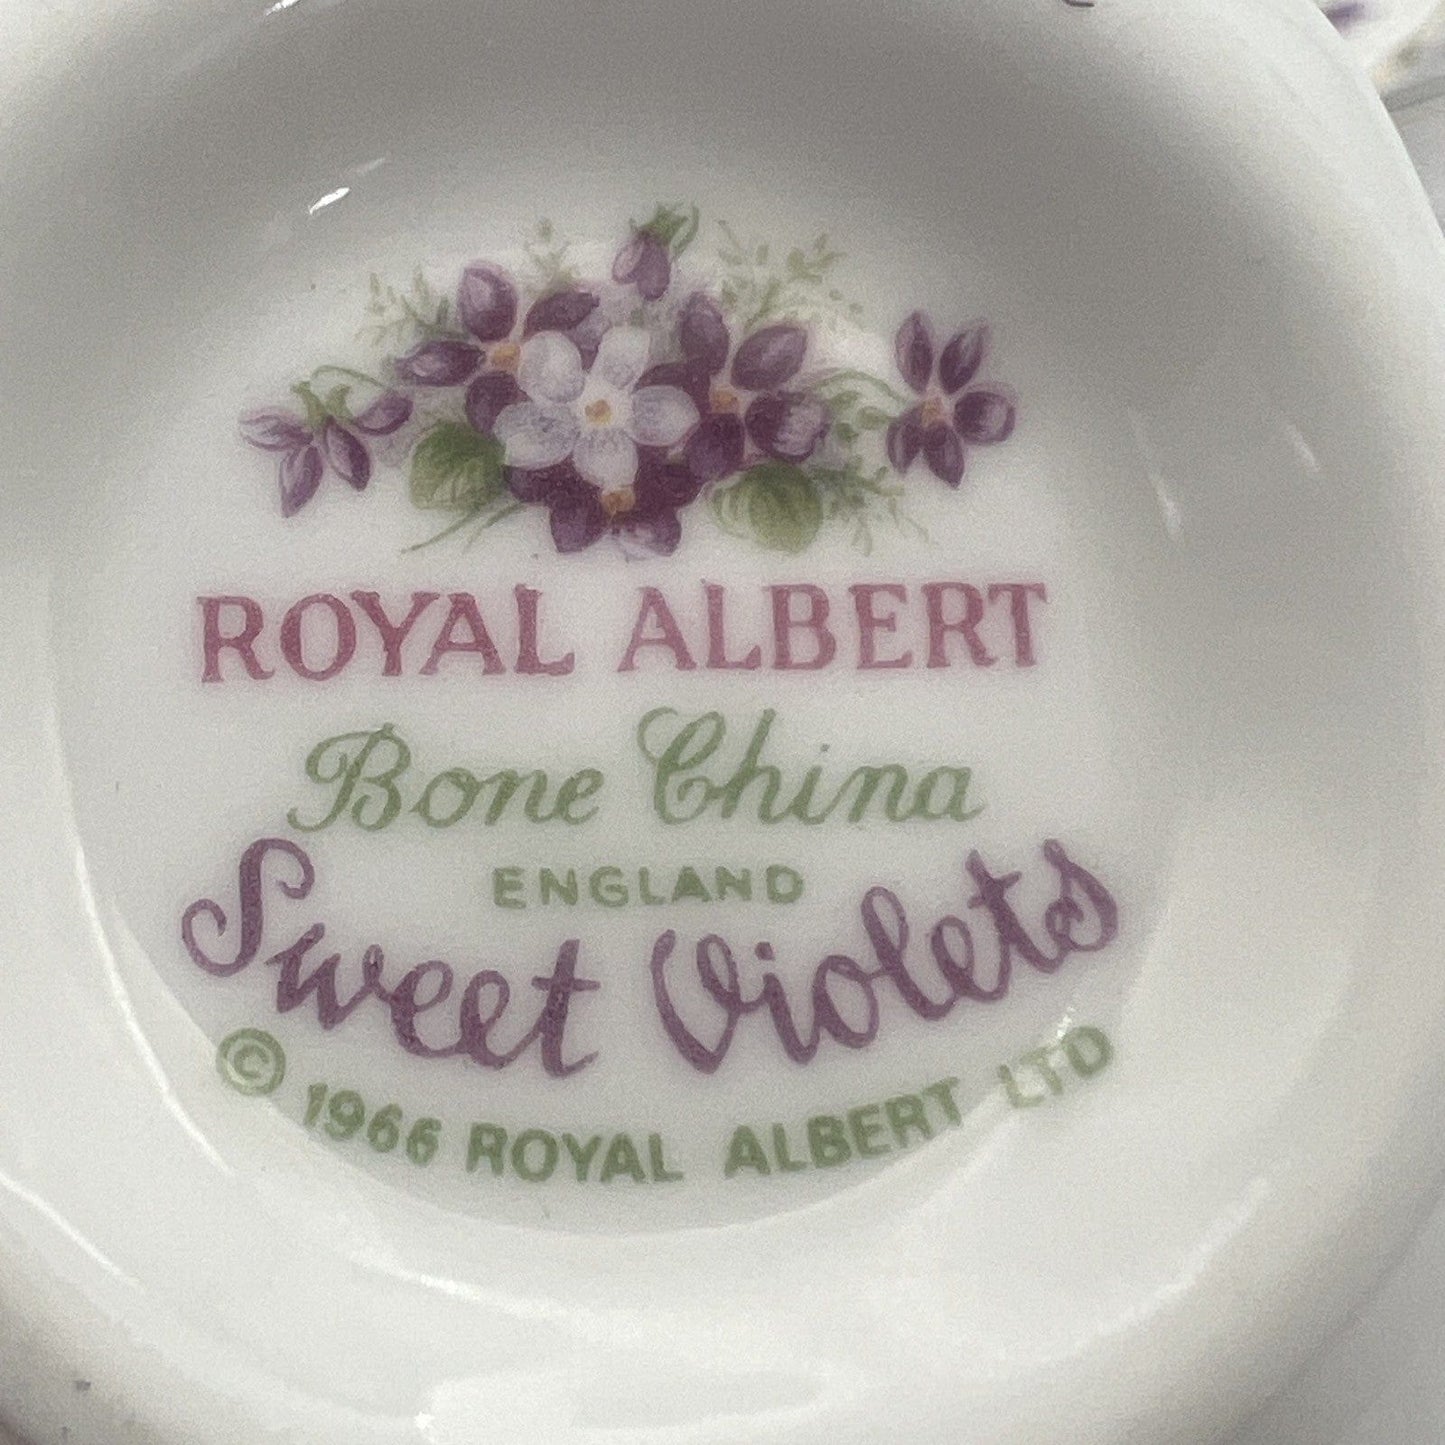 ROYAL ALBERT
Bone China
ENGLAND
Sweet Violets
© 1966 ROYAL ALBERT LTD